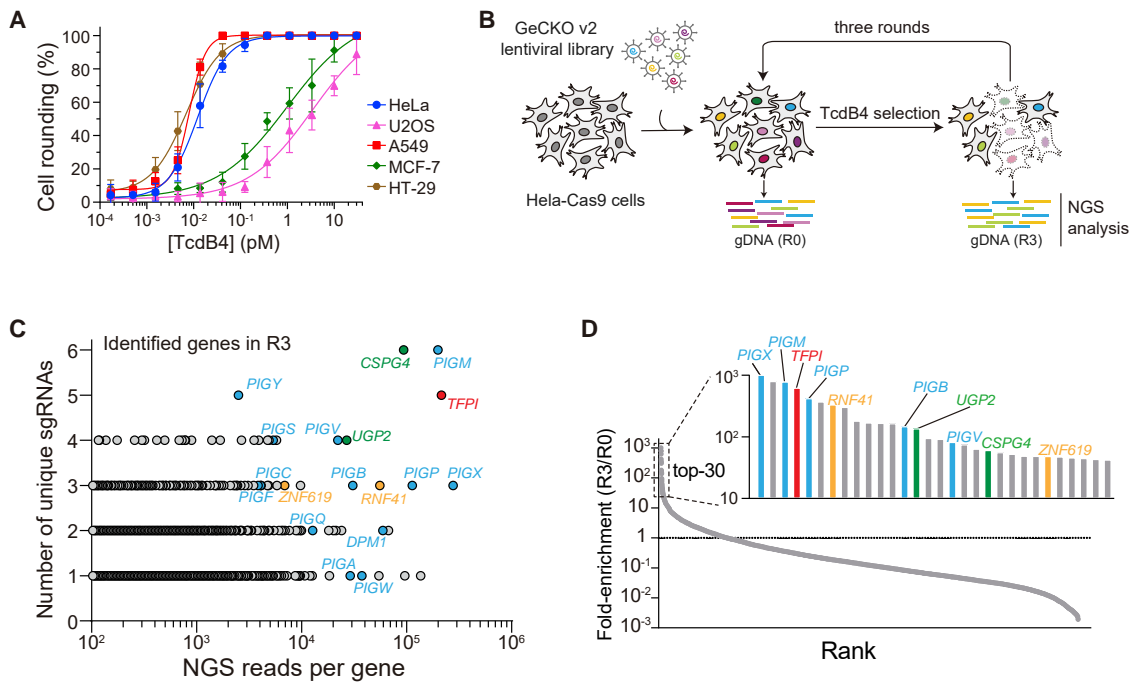 A
Cell rounding (%)
100
80
60
40
20
0
10-4
10-3
10-2
10-1
1
10
[TcdB4] (pM)
HeLa
U2OS
A549
MCF-7
HT-29
B
GeCKO v2
lentiviral library
three rounds
TcdB4 selection
Hela-Cas9 cells
gDNA (R0)
gDNA (R3)
NGS
analysis
C
Identified genes in R3
Number of unique sgRNAs
6
5
4
3
2
1
0
CSPG4
PIGM
PIGY
TFPI
PIGS
PIGV
UGP2
PIGC
PIGB
PIGP
PIGX
PIGF
ZNF619
RNF41
PIGQ
DPM1
PIGA
PIGW
10²
10³
10⁴
10⁵
10⁶
NGS reads per gene
D
Fold-enrichment (R3/R0)
10³
10²
10
1
10-1
10-2
10-3
top-30
10³
10²
10
PIGX
PIGM
TFPI
PIGP
RNF41
PIGB
UGP2
PIGV
CSPG4
ZNF619
Rank